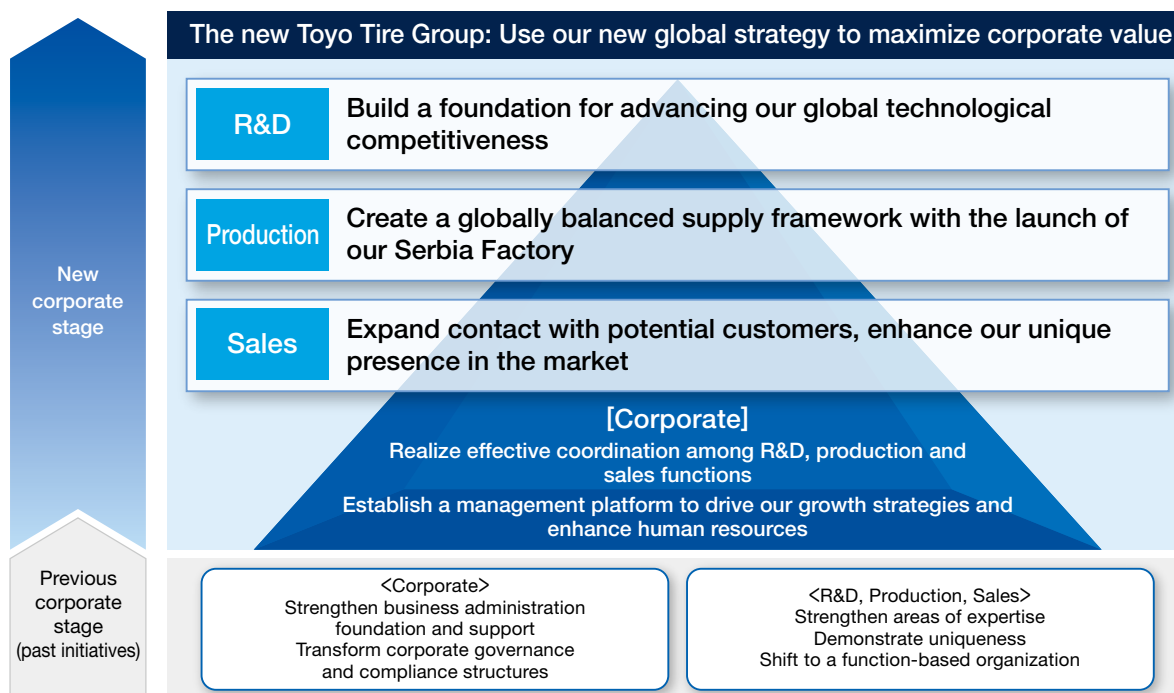 The new Toyo Tire Group: Use our new global strategy to maximize corporate value
R&D
Build a foundation for advancing our global technological
competitiveness
Production
Create a globally balanced supply framework with the launch of
our Serbia Factory
Sales
Expand contact with potential customers, enhance our unique
presence in the market
[Corporate]
Realize effective coordination among R&D, production and
sales functions
Establish a management platform to drive our growth strategies and
enhance human resources
New
corporate
stage
Previous
corporate
stage
(past initiatives)
<Corporate>
Strengthen business administration
foundation and support
Transform corporate governance
and compliance structures
<R&D, Production, Sales>
Strengthen areas of expertise
Demonstrate uniqueness
Shift to a function-based organization